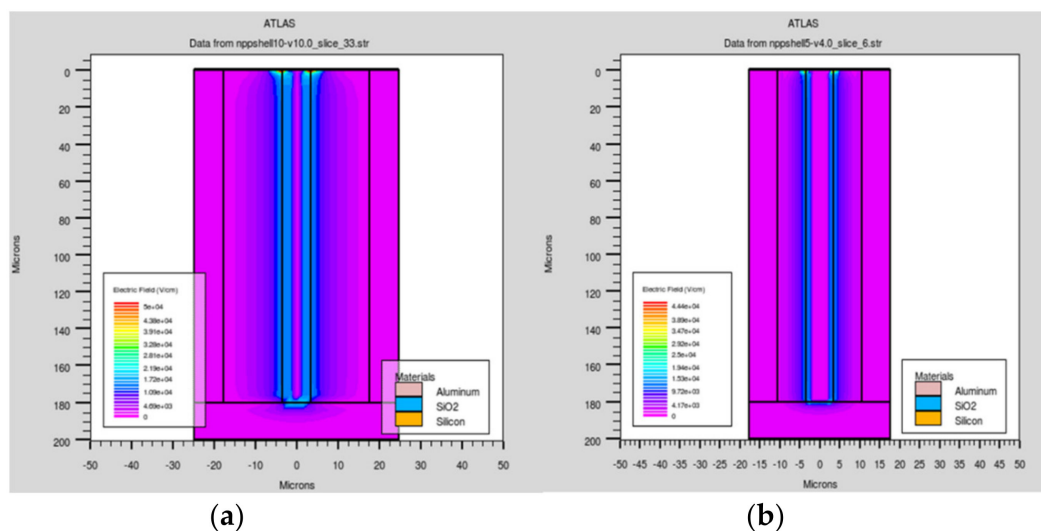 ATLAS
Data from nppshell10-v10.0_slice_33.str
0
20
40
60
80
100
120
140
160
180
200
Microns
Electric Field (V/cm)
5e+04
4.38e+04
3.91e+04
3.28e+04
2.81e+04
2.19e+04
1.72e+04
1.09e+04
4.69e+03
0
Materials
Aluminum
SiO2
Silicon
-50 -40 -30 -20 -10 0 10 20 30 40 50
Microns
(a)
ATLAS
Data from nppshell5-v4.0_slice_6.str
0
20
40
60
80
100
120
140
160
180
200
Microns
Electric Field (V/cm)
4.44e+04
3.89e+04
3.47e+04
2.92e+04
2.5e+04
1.94e+04
1.53e+04
9.72e+03
4.17e+03
0
Materials
Aluminum
SiO2
Silicon
-50 -45 -40 -35 -30 -25 -20 -15 -10 -5 0 5 10 15 20 25 30 35 40 45 50
Microns
(b)